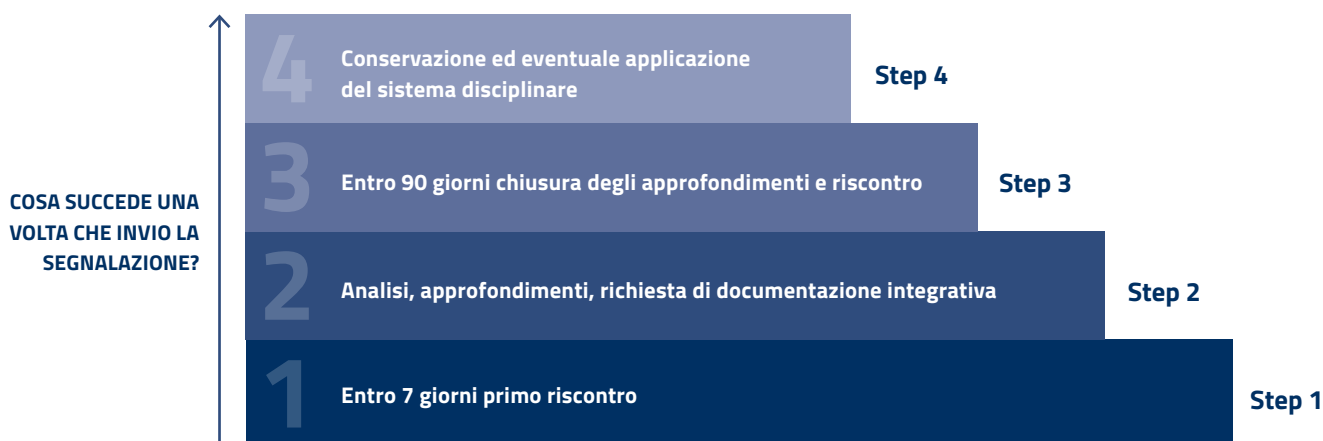 COSA SUCCEDE UNA
VOLTA CHE INVIO LA
SEGNALAZIONE?
4
Conservazione ed eventuale applicazione
del sistema disciplinare
Step 4
3
Entro 90 giorni chiusura degli approfondimenti e riscontro
Step 3
2
Analisi, approfondimenti, richiesta di documentazione integrativa
Step 2
1
Entro 7 giorni primo riscontro
Step 1